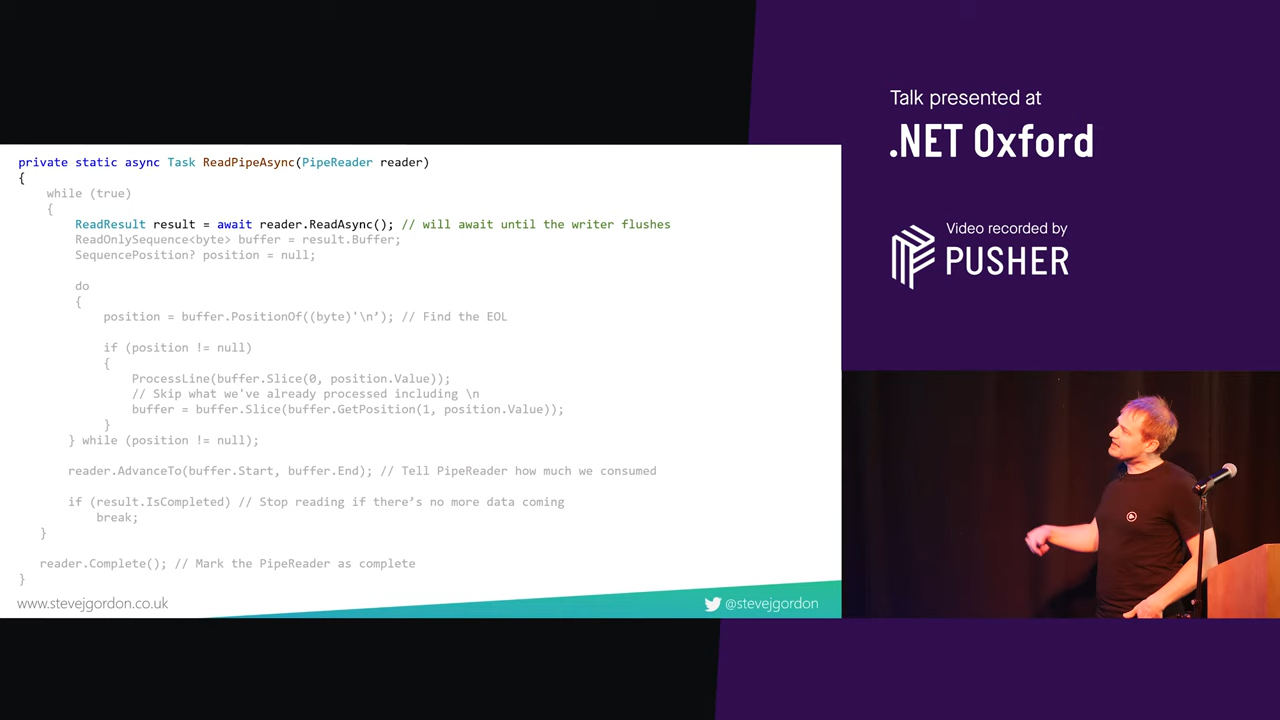 private static async Task ReadPipeAsync(PipeReader reader)
{
while (true)
{
ReadResult result = await reader.ReadAsync(); // will await until the writer flushes
ReadOnlySequence<byte> buffer = result.Buffer;
SequencePosition? position = null;
do
{
position = buffer.PositionOf((byte)'\n’); // Find the EOL
if (position != null)
{
ProcessLine(buffer.Slice(0, position.Value));
// Skip what we've already processed including \n
buffer = buffer.Slice(buffer.GetPosition(1, position.Value));
}
} while (position != null);
reader.AdvanceTo(buffer.Start, buffer.End); // Tell PipeReader how much we consumed
if (result.IsCompleted) // Stop reading if there’s no more data coming
break;
}
reader.Complete(); // Mark the PipeReader as complete
}
www.stevejgordon.co.uk
@stevejgordon
Talk presented at
.NET Oxford
Video recorded by
PUSHER